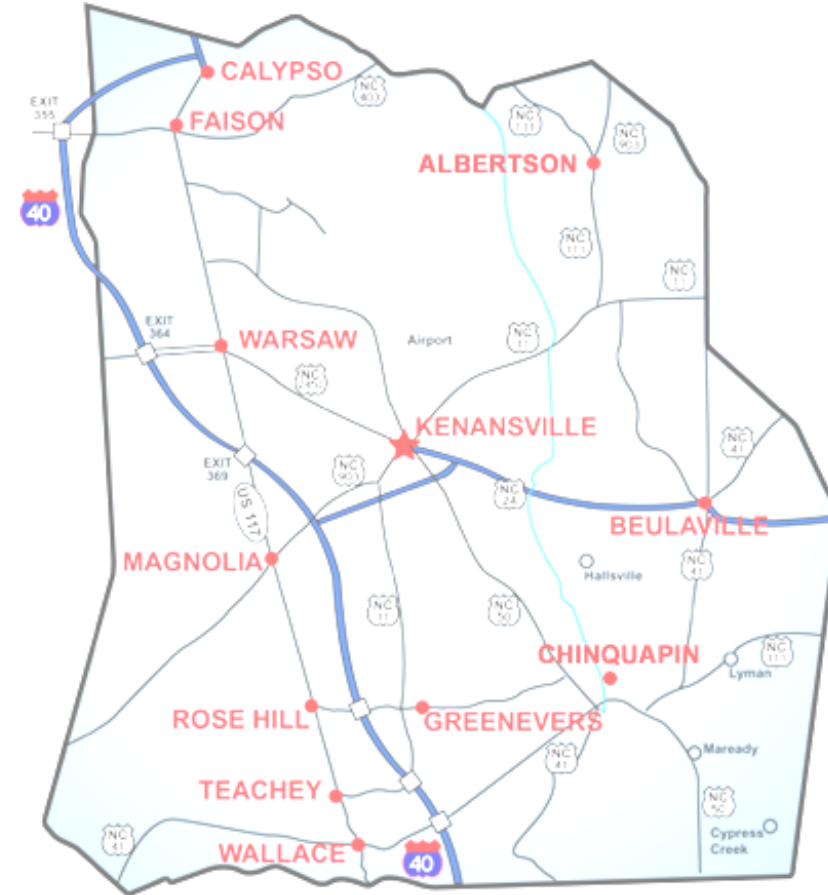 CALYPSO
NC
403
EXIT
355
FAISON
NC
111
NC
903
ALBERTSON
40
NC
111
NC
11
EXIT
364
WARSAW
Airport
NC
11
NC
KENANSVILLE
NC
41
EXIT
369
NC
903
NC
24
US 117
BEULAVILLE
MAGNOLIA
Hallsville
NC
41
NC
11
NC
50
CHINQUAPIN
NC
111
Lyman
ROSE HILL
GREENEVERS
NC
41
Maready
TEACHEY
NC
50
NC
41
WALLACE
40
Cypress
Creek